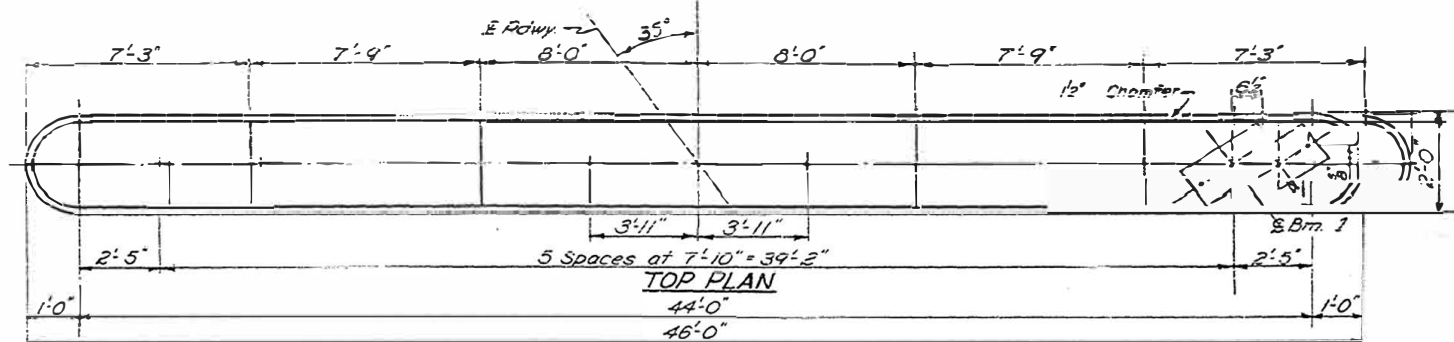 ℄ Rdwy.
35°
7'-3" 7'-9" 8'-0" 8'-0" 7'-9" 7'-3"
1/2" Chamfer
6 1/2"
2'-0"
℄ Bm. 1
3'-11" 3'-11"
2'-5" 5 Spaces at 7'-10" = 39'-2" 2'-5"
TOP PLAN
1'-0" 44'-0" 1'-0"
46'-0"